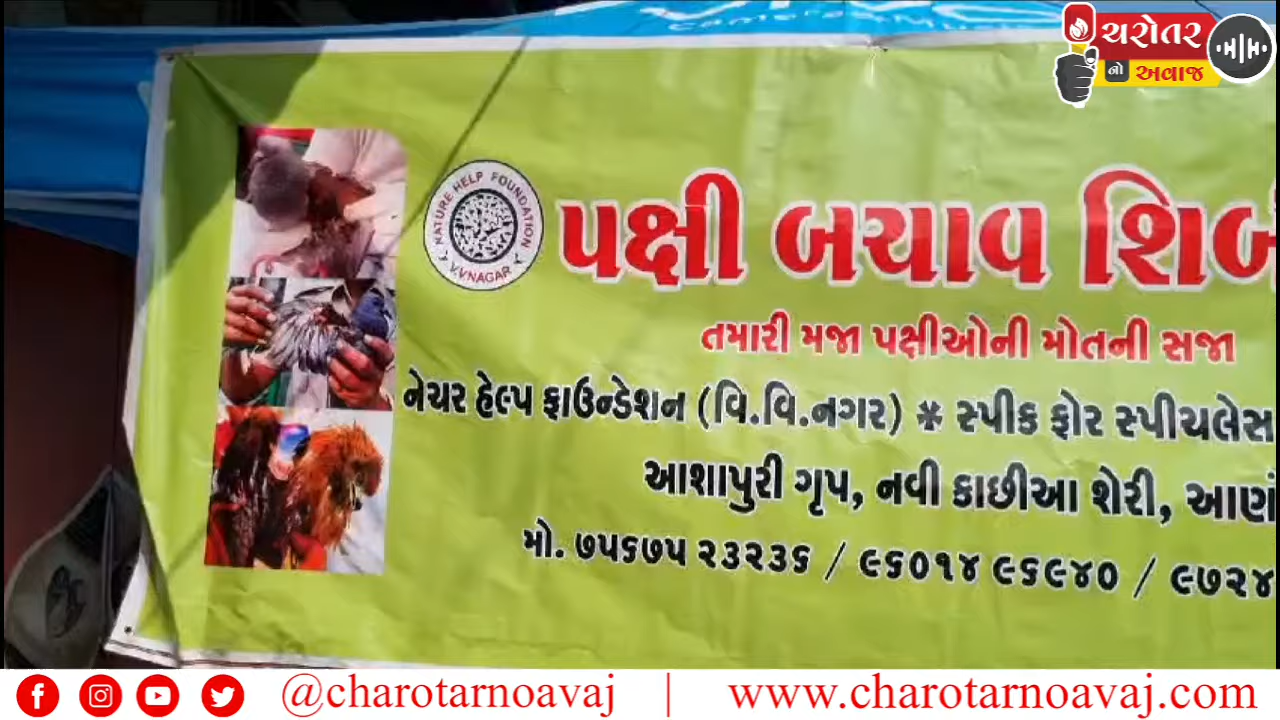 ચરોતર
નો અવાજ
NATURE HELP FOUNDATION
V.V.NAGAR
પક્ષી બચાવ
તમારી મજા પક્ષીઓની મોતની સજા
નેચર હેલ્પ ફાઉન્ડેશન (વિ.વિ.નગર) * સ્પીક ફોર સ્પીચલેસ
આશાપુરી ગૃપ, નવી કાછીઆ શેરી,
મો. ૭૫૬૭૫ ૨૩૨૩૬ / ૯૬૦૧૪ ૯૬૯૪૦ / ૯૭૨૪
@charotarnoavaj | www.charotarnoavaj.com